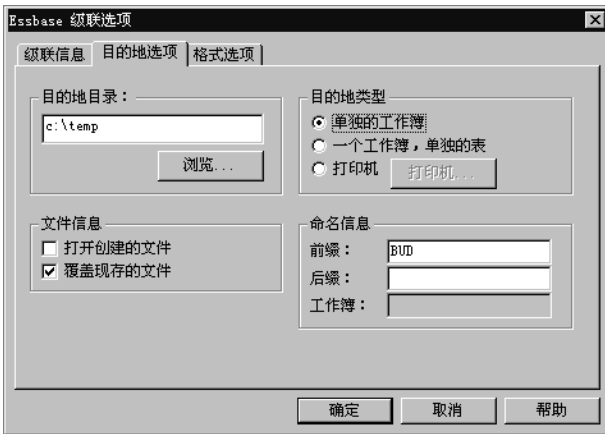 Essbase 级联选项
级联信息 目的地选项 格式选项
目的地目录：
c:\temp
浏览...
目的地类型
单独的工作簿
一个工作簿，单独的表
打印机 打印机...
文件信息
打开创建的文件
覆盖现存的文件
命名信息
前缀： BUD
后缀：
工作簿：
确定 取消 帮助